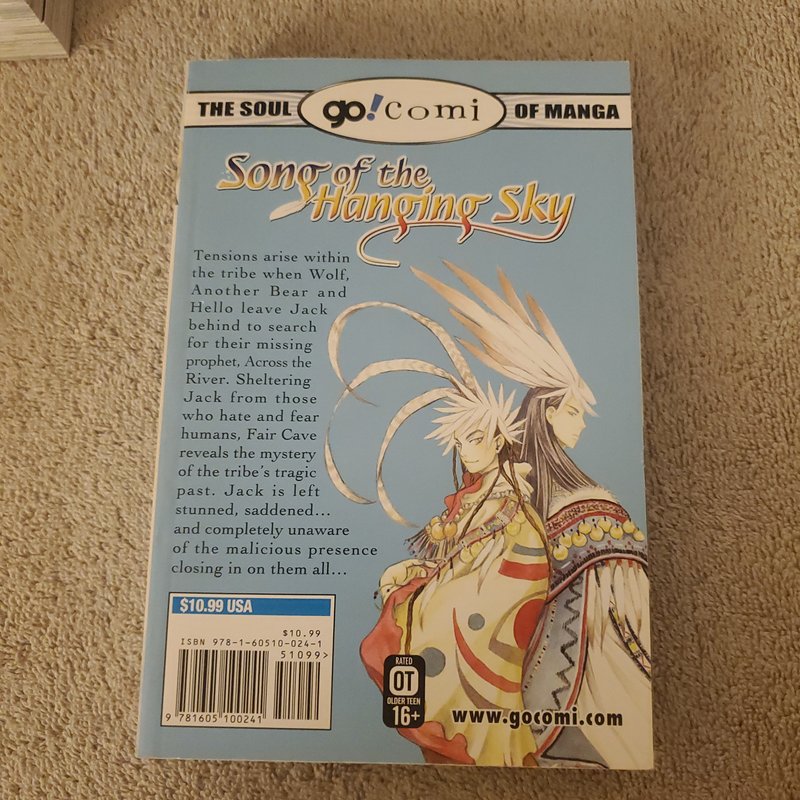 THE SOUL go!comi OF MANGA
Song of the
Hanging Sky
Tensions arise within
the tribe when Wolf,
Another Bear and
Hello leave Jack
behind to search
for their missing
prophet, Across the
River. Sheltering
Jack from those
who hate and fear
humans, Fair Cave
reveals the mystery
of the tribe's tragic
past. Jack is left
stunned, saddened...
and completely unaware
of the malicious presence
closing in on them all...
$10.99 USA
$10.99
ISBN 978-1-60510-024-1
51099>
9 781605 100241
RATED
OT
OLDER TEEN
16+
www.gocomi.com